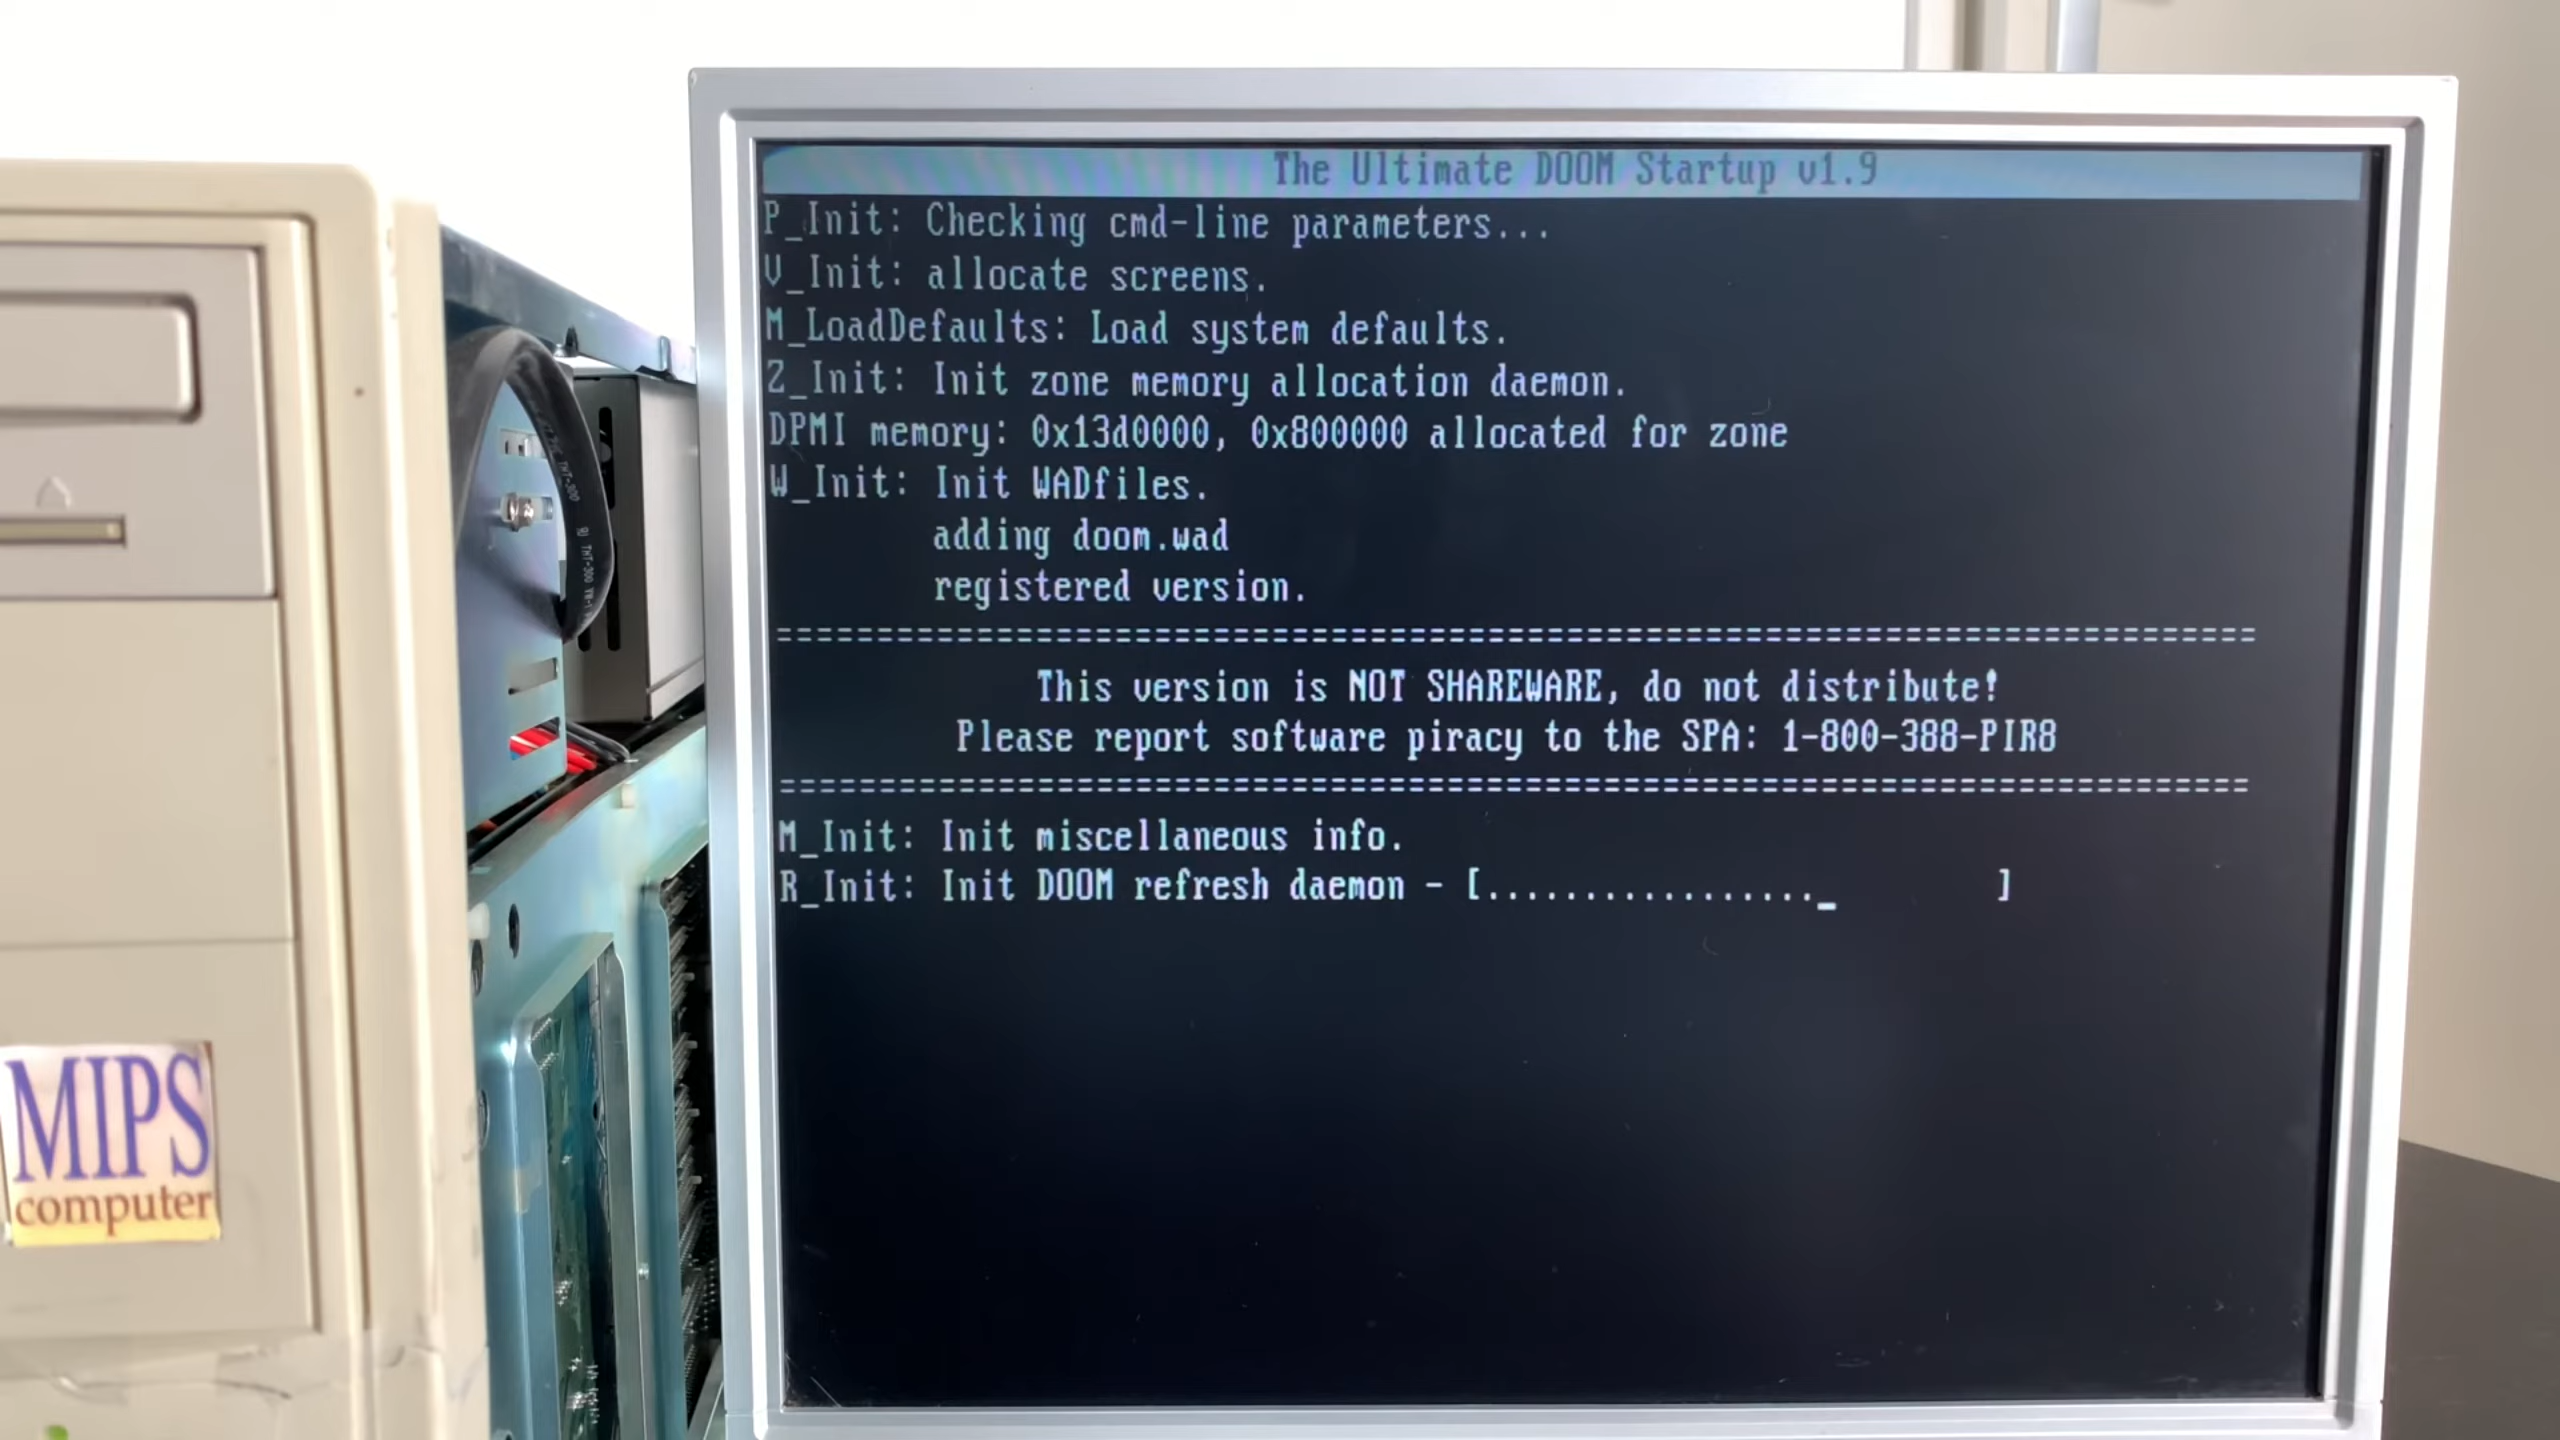 The Ultimate DOOM Startup v1.9
P_Init: Checking cmd-line parameters...
V_Init: allocate screens.
M_LoadDefaults: Load system defaults.
Z_Init: Init zone memory allocation daemon.
DPMI memory: 0x13d0000, 0x800000 allocated for zone
W_Init: Init WADfiles.
adding doom.wad
registered version.
===========================================================================
This version is NOT SHAREWARE, do not distribute!
Please report software piracy to the SPA: 1-800-388-PIR8
===========================================================================
M_Init: Init miscellaneous info.
R_Init: Init DOOM refresh daemon - [................._        ]
MIPS
computer